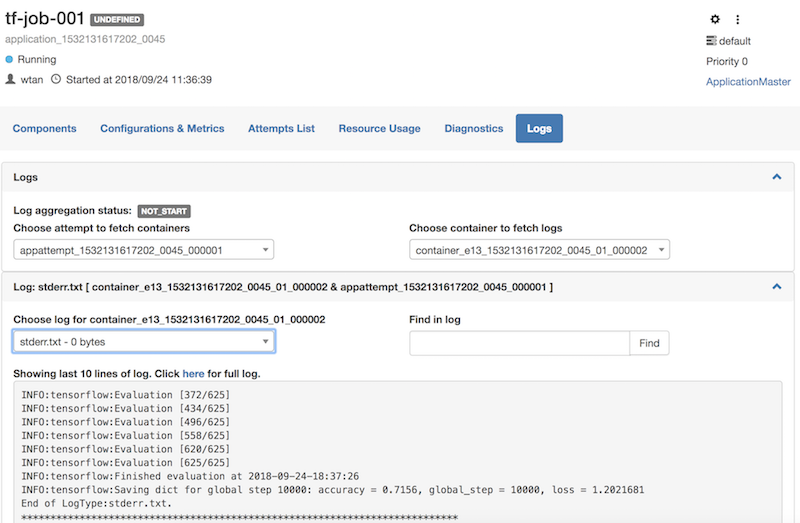 tf-job-001 UNDEFINED
application_1532131617202_0045
Running
wtan Started at 2018/09/24 11:36:39
default
Priority 0
ApplicationMaster
Components Configurations & Metrics Attempts List Resource Usage Diagnostics Logs
Logs
Log aggregation status: NOT_START
Choose attempt to fetch containers Choose container to fetch logs
appattempt_1532131617202_0045_000001 container_e13_1532131617202_0045_01_000002
Log: stderr.txt [ container_e13_1532131617202_0045_01_000002 & appattempt_1532131617202_0045_000001 ]
Choose log for container_e13_1532131617202_0045_01_000002 Find in log
stderr.txt - 0 bytes Find
Showing last 10 lines of log. Click here for full log.
INFO:tensorflow:Evaluation [372/625]
INFO:tensorflow:Evaluation [434/625]
INFO:tensorflow:Evaluation [496/625]
INFO:tensorflow:Evaluation [558/625]
INFO:tensorflow:Evaluation [620/625]
INFO:tensorflow:Evaluation [625/625]
INFO:tensorflow:Finished evaluation at 2018-09-24-18:37:26
INFO:tensorflow:Saving dict for global step 10000: accuracy = 0.7156, global_step = 10000, loss = 1.2021681
End of LogType:stderr.txt.
***************************************************************************